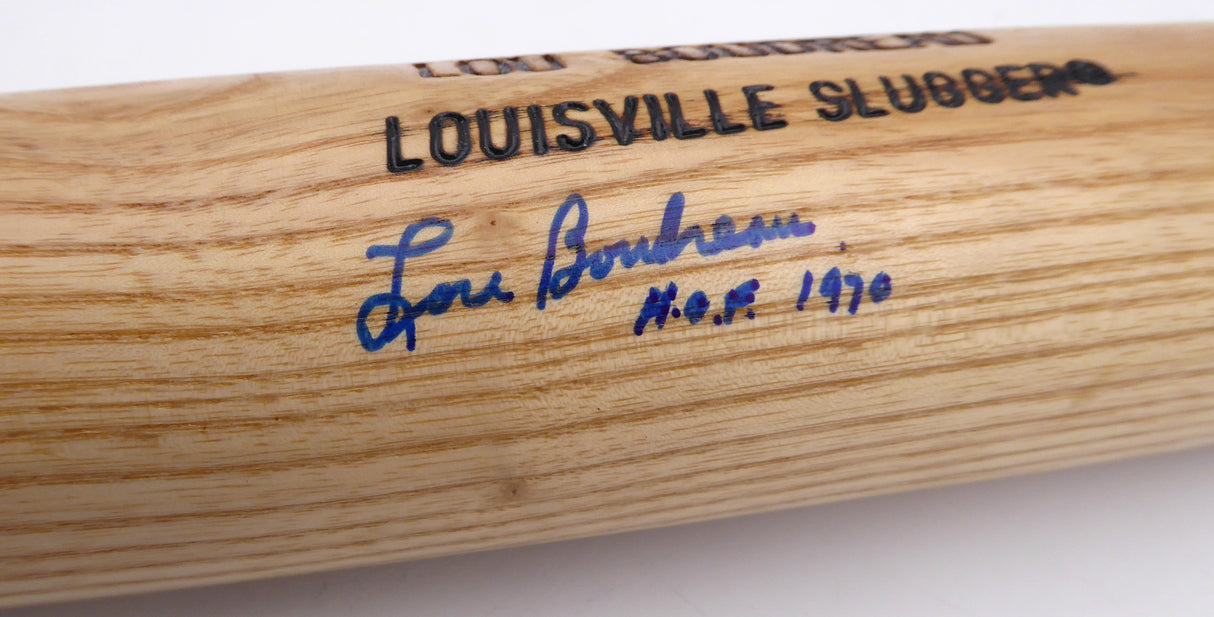 LOU BOUDREAU
LOUISVILLE SLUGGER®
Lou Boudreau
H.O.F. 1970